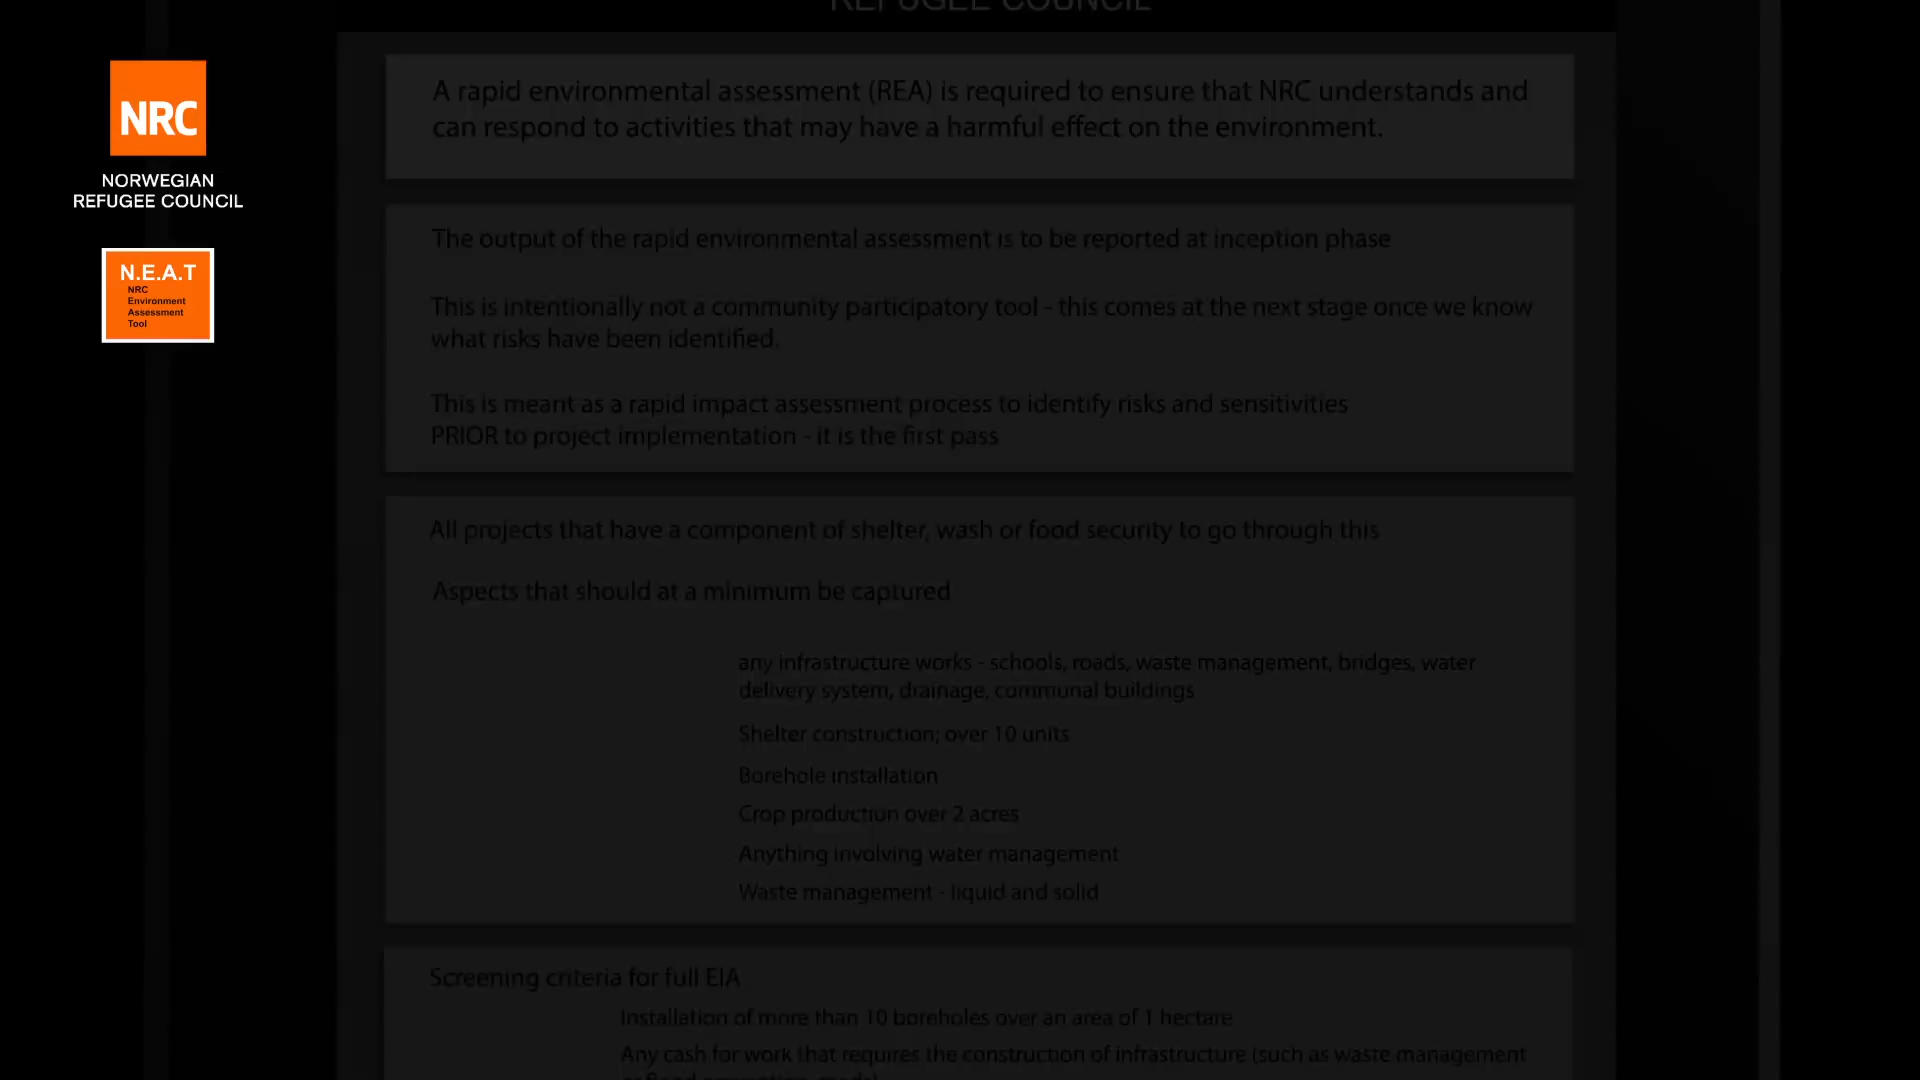 REFUGEE COUNCIL
NRC
NORWEGIAN
REFUGEE COUNCIL
N.E.A.T
NRC
Environment
Assessment
Tool
A rapid environmental assessment (REA) is required to ensure that NRC understands and
can respond to activities that may have a harmful effect on the environment.
The output of the rapid environmental assessment is to be reported at inception phase
This is intentionally not a community participatory tool - this comes at the next stage once we know
what risks have been identified.
This is meant as a rapid impact assessment process to identify risks and sensitivities
PRIOR to project implementation - it is the first pass
All projects that have a component of shelter, wash or food security to go through this
Aspects that should at a minimum be captured
any infrastructure works - schools, roads, waste management, bridges, water
delivery system, drainage, communal buildings
Shelter construction; over 10 units
Borehole installation
Crop production over 2 acres
Anything involving water management
Waste management - liquid and solid
Screening criteria for full EIA
Installation of more than 10 boreholes over an area of 1 hectare
Any cash for work that requires the construction of infrastructure (such as waste management